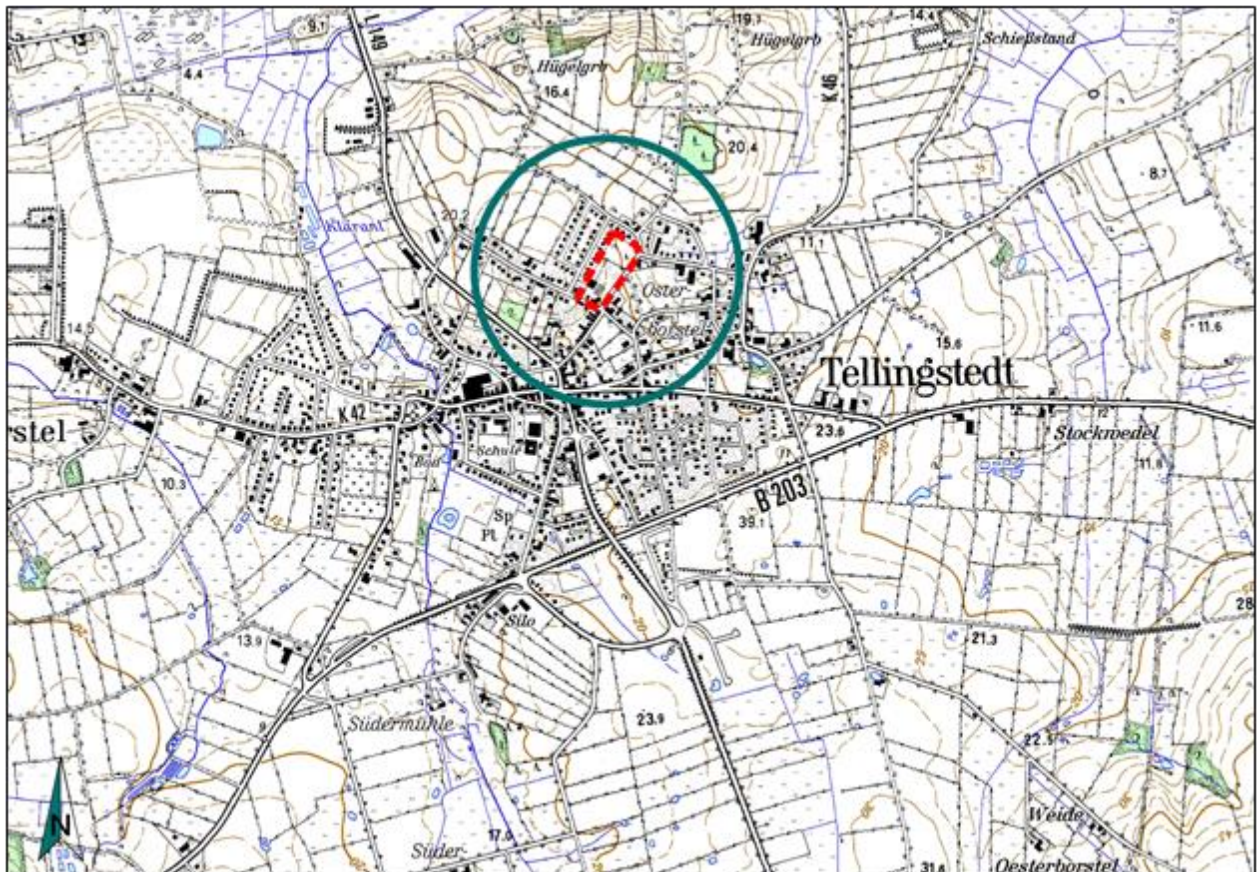 9.1
L 149
19.1
14.4
Hügelgrb
Schießstand
Hügelgrb
4.4
16.4
K 46
20.4
8.7
20.2
Kläranl
11.1
Oster-
borstel
14.5
15.6
11.6
Tellingstedt
K 42
stel
23.6
Stockwedel
Schule
Bad
11.8
10.3
B 203
Sp
Pl
39.1
28
Silo
13.9
21.3
Südermühle
23.9
22.5
N
17.0
Weide
Süder-
Oesterborstel
31.6